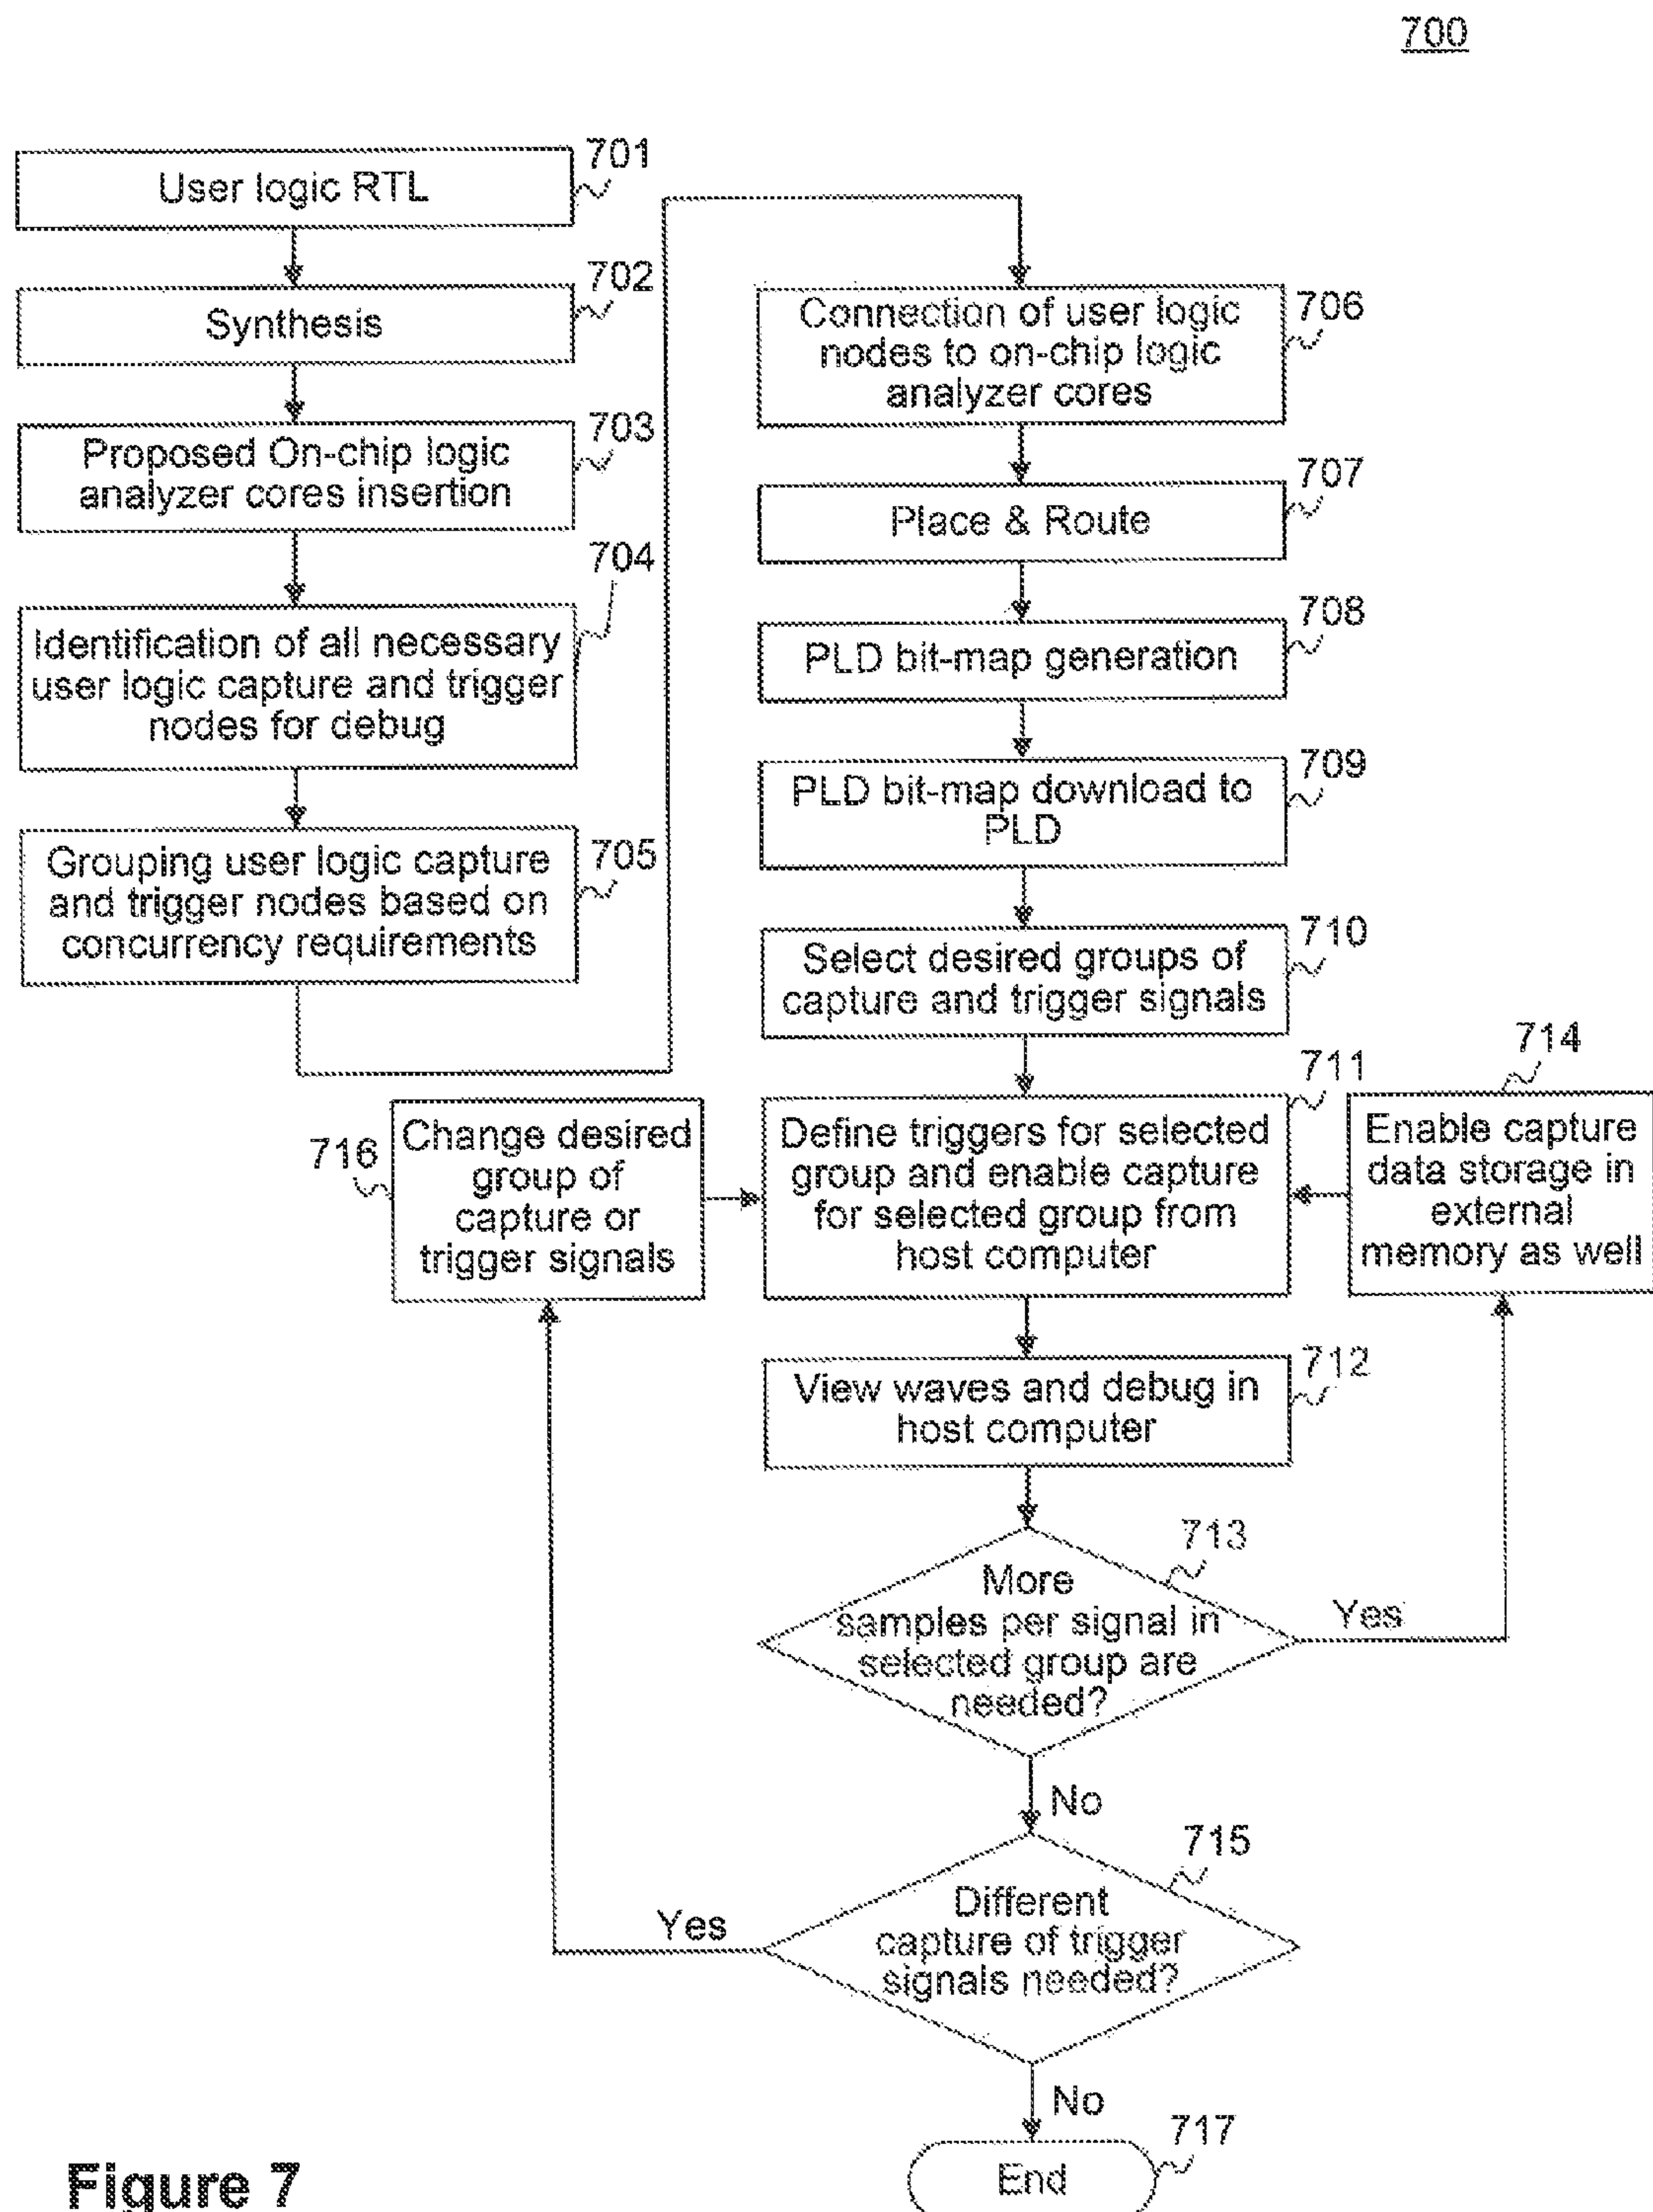 700
701
User logic RTL
702
Synthesis
703
Proposed On-chip logic
analyzer cores insertion
704
Identification of all necessary
user logic capture and trigger
nodes for debug
705
Grouping user logic capture
and trigger nodes based on
concurrency requirements
706
Connection of user logic
nodes to on-chip logic
analyzer cores
707
Place & Route
708
PLD bit-map generation
709
PLD bit-map download to
PLD
710
Select desired groups of
capture and trigger signals
711
Define triggers for selected
group and enable capture
for selected group from
host computer
714
Enable capture
data storage in
external
memory as well
716
Change desired
group of
capture or
trigger signals
712
View waves and debug in
host computer
713
More
samples per signal in
selected group are
needed?
Yes
No
715
Different
capture of trigger
signals needed?
Yes
No
717
End
Figure 7